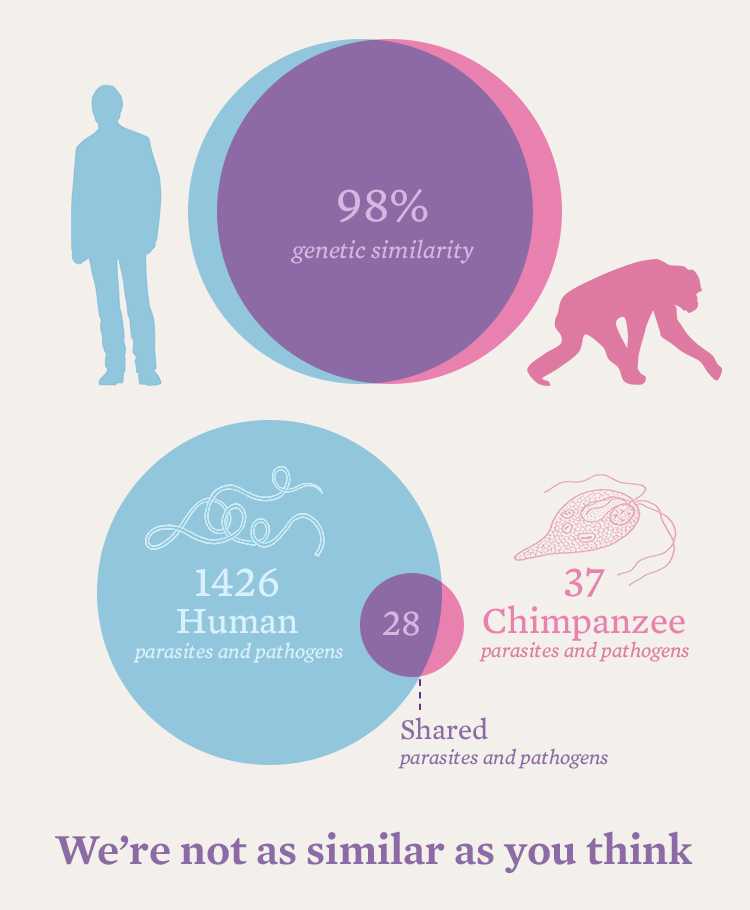 98%
genetic similarity
1426
Human
parasites and pathogens
28
37
Chimpanzee
parasites and pathogens
Shared
parasites and pathogens
We're not as similar as you think